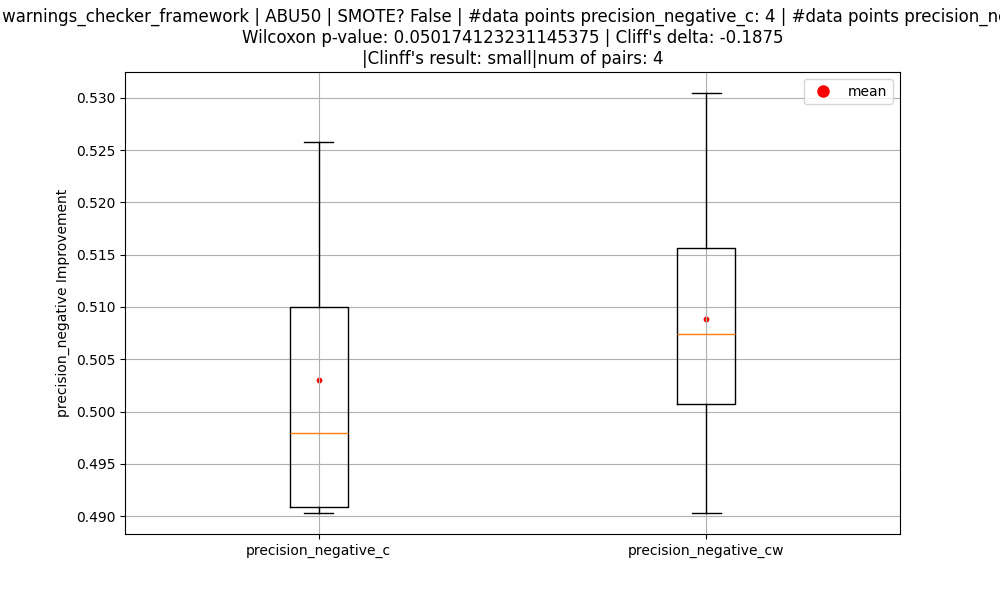 warnings_checker_framework | ABU50 | SMOTE? False | #data points precision_negative_c: 4 | #data points
Wilcoxon p-value: 0.050174123231145375 | Cliff's delta: -0.1875
|Clinff's result: small|num of pairs: 4
mean
0.530
0.525
0.520
0.515
0.510
0.505
0.500
0.495
0.490
precision_negative Improvement
precision_negative_c
precision_negative_cw